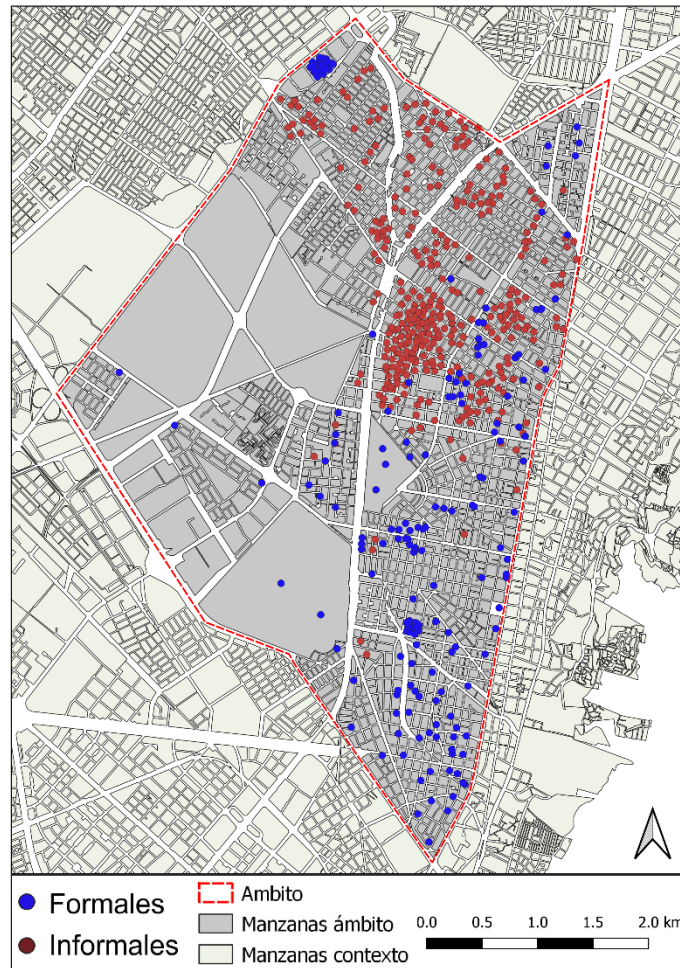 Formales
Informales
Ambito
Manzanas ámbito
Manzanas contexto
0.0 0.5 1.0 1.5 2.0 km